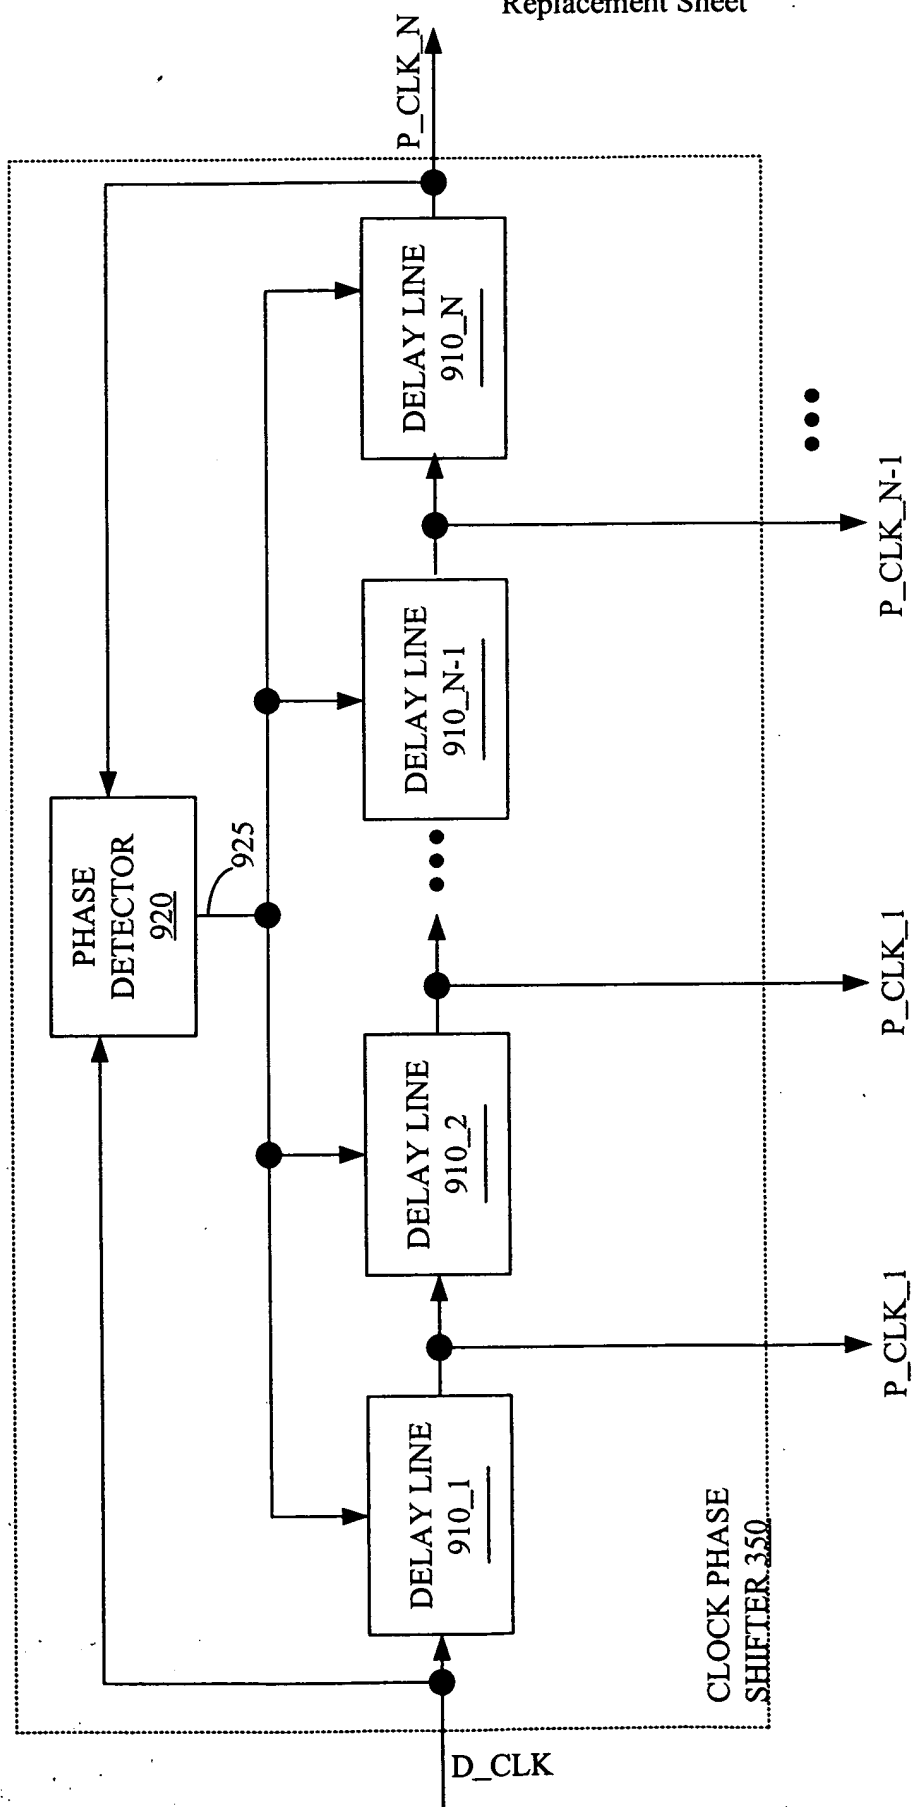 Replacement Sheet
PHASE
DETECTOR
920
925
DELAY LINE
910_1
DELAY LINE
910_2
DELAY LINE
910_N-1
DELAY LINE
910_N
P_CLK_N
D_CLK
CLOCK PHASE
SHIFTER 350
P_CLK_1
P_CLK_1
P_CLK_N-1